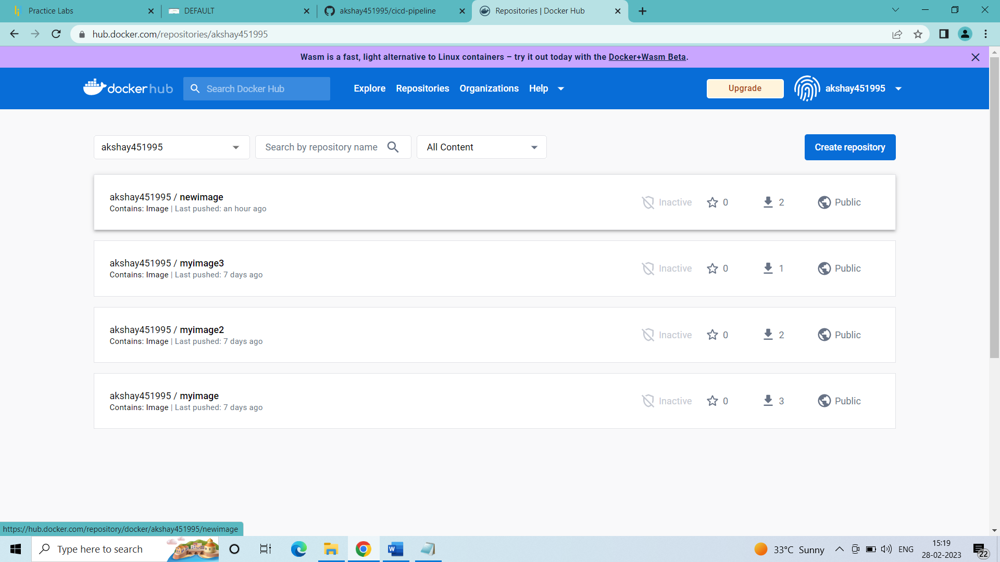 Practice Labs
DEFAULT
akshay451995/cicd-pipeline
Repositories | Docker Hub
hub.docker.com/repositories/akshay451995
Wasm is a fast, light alternative to Linux containers – try it out today with the Docker+Wasm Beta.
docker hub
Search Docker Hub
Explore
Repositories
Organizations
Help
Upgrade
akshay451995
akshay451995
Search by repository name
All Content
Create repository
akshay451995 / newimage
Contains: Image | Last pushed: an hour ago
Inactive
0
2
Public
akshay451995 / myimage3
Contains: Image | Last pushed: 7 days ago
Inactive
0
1
Public
akshay451995 / myimage2
Contains: Image | Last pushed: 7 days ago
Inactive
0
2
Public
akshay451995 / myimage
Contains: Image | Last pushed: 7 days ago
Inactive
0
3
Public
https://hub.docker.com/repository/docker/akshay451995/newimage
Type here to search
33°C Sunny
ENG
15:19
28-02-2023
22